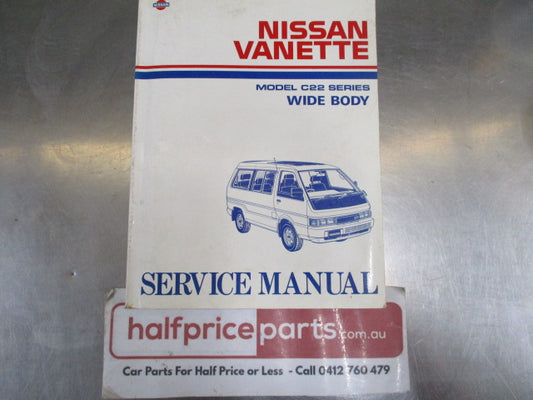 NISSAN
NISSAN
VANETTE
MODEL C22 SERIES
WIDE BODY
SERVICE MANUAL
halfpriceparts.com.au
Car Parts For Half Price or Less - Call 0412 760 479